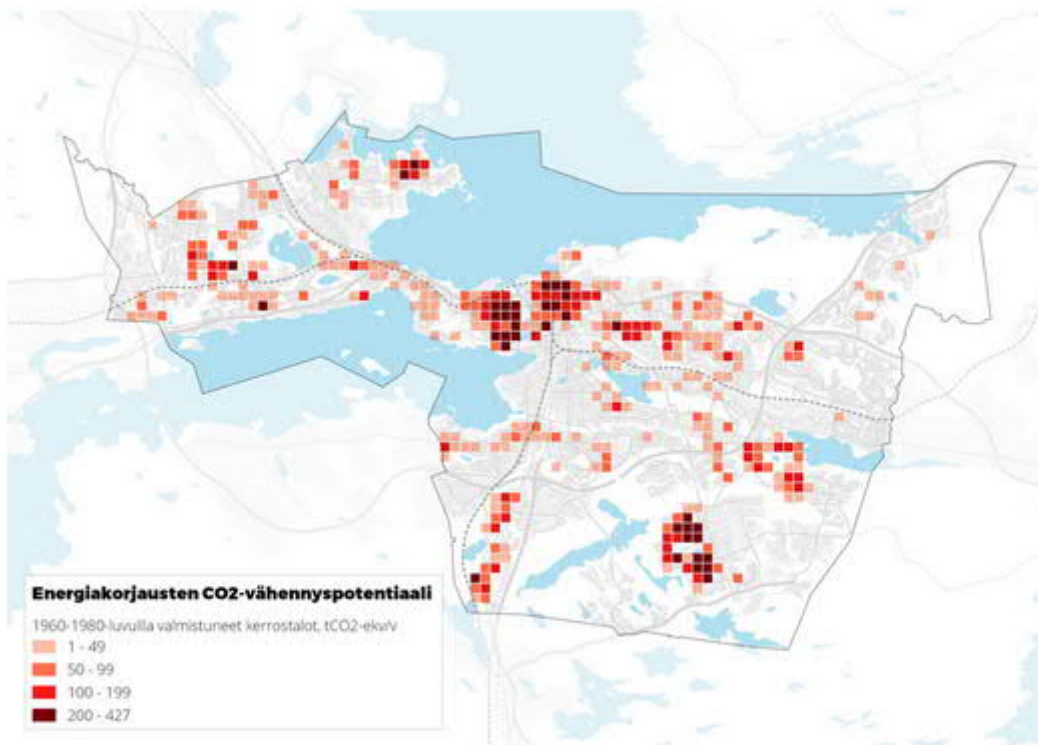 Energiakorjausten CO2-vähennyspotentiaali
1960-1980-luvuilla valmistuneet kerrostalot, tCO2-ekv/v
1 - 49
50 - 99
100 - 199
200 - 427